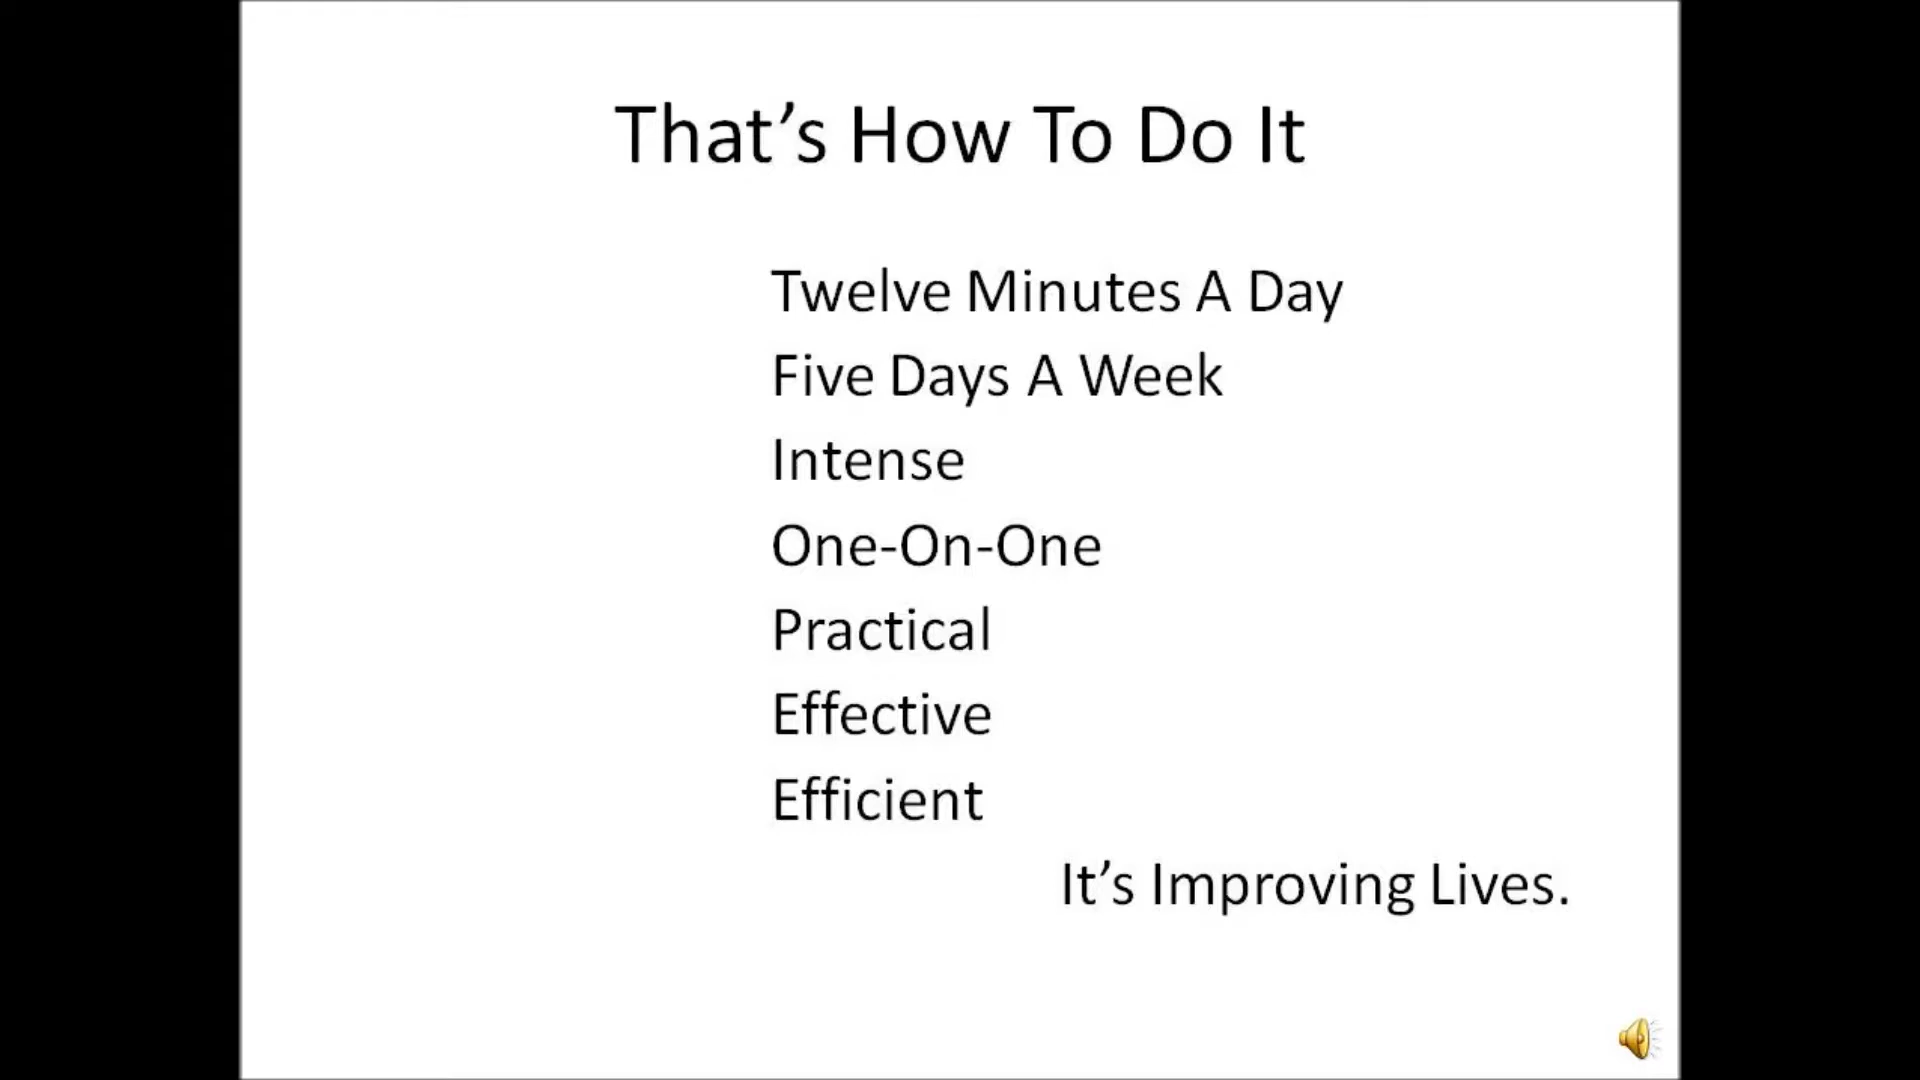 That’s How To Do It
Twelve Minutes A Day
Five Days A Week
Intense
One-On-One
Practical
Effective
Efficient
It’s Improving Lives.